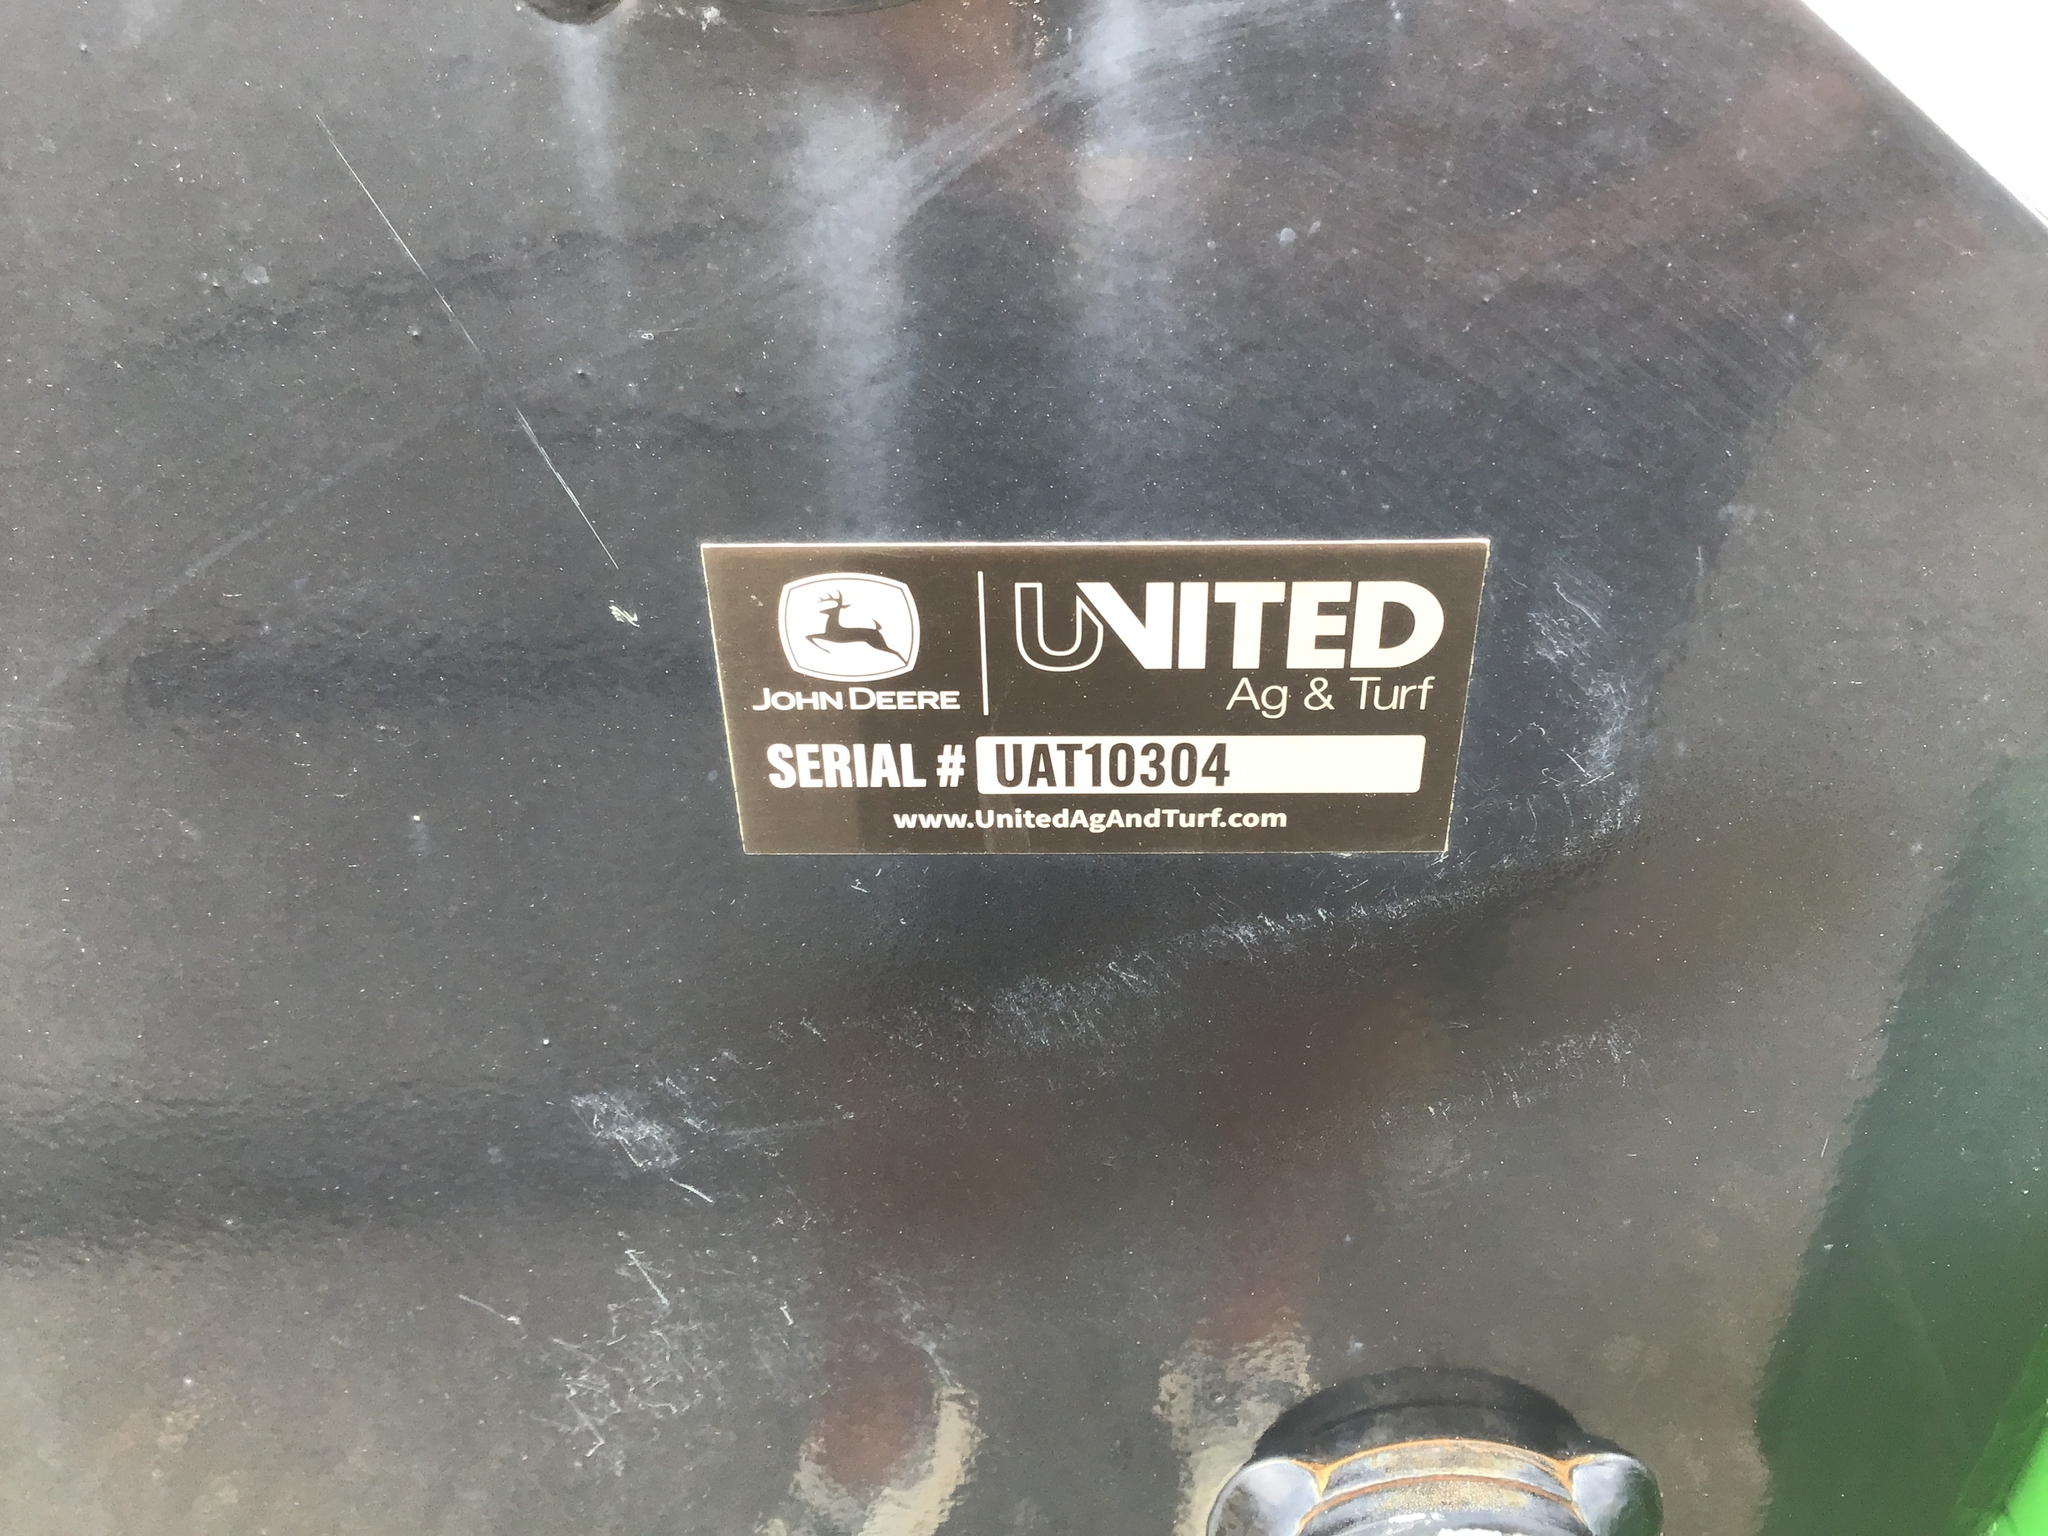 JOHN DEERE
UNITED
Ag & Turf
SERIAL # UAT10304
www.UnitedAgAndTurf.com